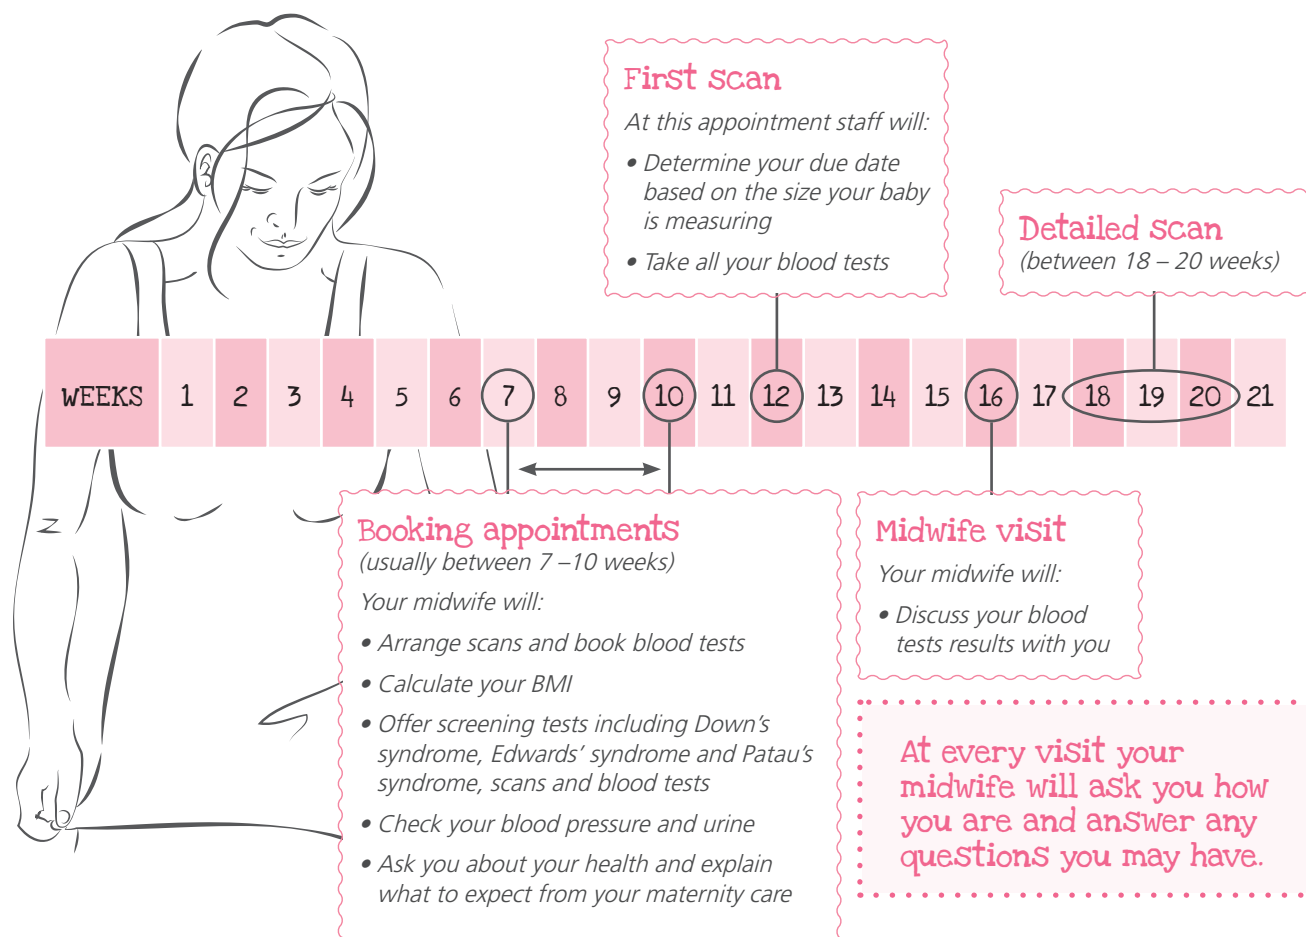 First scan
At this appointment staff will:
• Determine your due date
based on the size your baby
is measuring
• Take all your blood tests
Detailed scan
(between 18 – 20 weeks)
WEEKS 1 2 3 4 5 6 7 8 9 10 11 12 13 14 15 16 17 18 19 20 21
Booking appointments
(usually between 7 –10 weeks)
Your midwife will:
• Arrange scans and book blood tests
• Calculate your BMI
• Offer screening tests including Down's
syndrome, Edwards' syndrome and Patau's
syndrome, scans and blood tests
• Check your blood pressure and urine
• Ask you about your health and explain
what to expect from your maternity care
Midwife visit
Your midwife will:
• Discuss your blood
tests results with you
At every visit your
midwife will ask you how
you are and answer any
questions you may have.